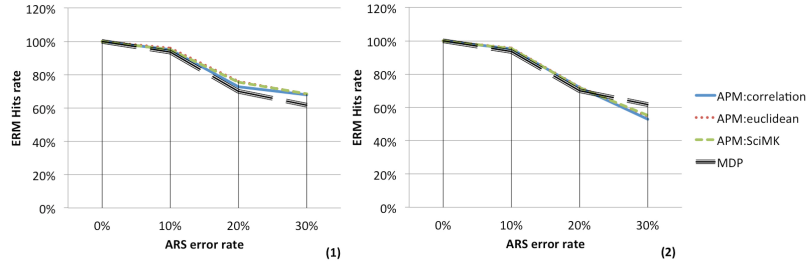 120%
100%
80%
60%
40%
20%
0%
ERM Hits rate
0% 10% 20% 30%
ARS error rate
(1)
120%
100%
80%
60%
40%
20%
0%
ERM Hits rate
0% 10% 20% 30%
ARS error rate
(2)
APM:correlation
APM:euclidean
APM:SciMK
MDP